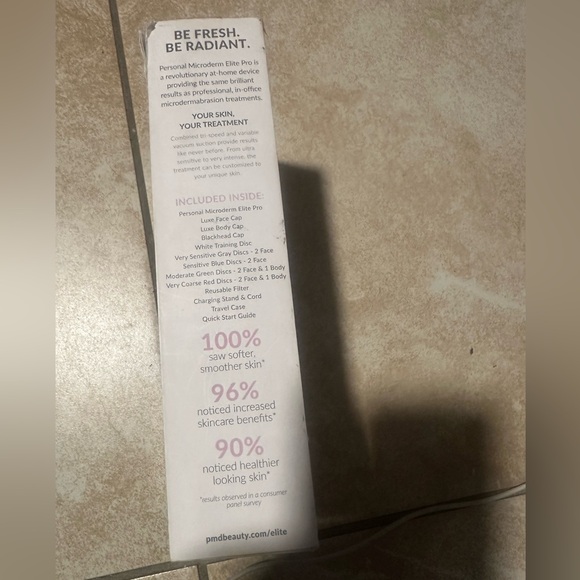 BE FRESH.
BE RADIANT.
Personal Microderm Elite Pro is
a revolutionary at-home device
providing the same brilliant
results as professional, in-office
microdermabrasion treatments.
YOUR SKIN,
YOUR TREATMENT
Combined tri-speed and variable
vacuum suction provide results
like never before. From ultra
sensitive to very intense, the
treatment can be customized to
your unique skin.
INCLUDED INSIDE:
Personal Microderm Elite Pro
Luxe Face Cap
Luxe Body Cap
Blackhead Cap
White Training Disc
Very Sensitive Gray Discs - 2 Face
Sensitive Blue Discs - 2 Face
Moderate Green Discs - 2 Face & 1 Body
Very Coarse Red Discs - 2 Face & 1 Body
Reusable Filter
Charging Stand & Cord
Travel Case
Quick Start Guide
100%
saw softer,
smoother skin*
96%
noticed increased
skincare benefits*
90%
noticed healthier
looking skin*
*results observed in a consumer
panel survey
pmdbeauty.com/elite